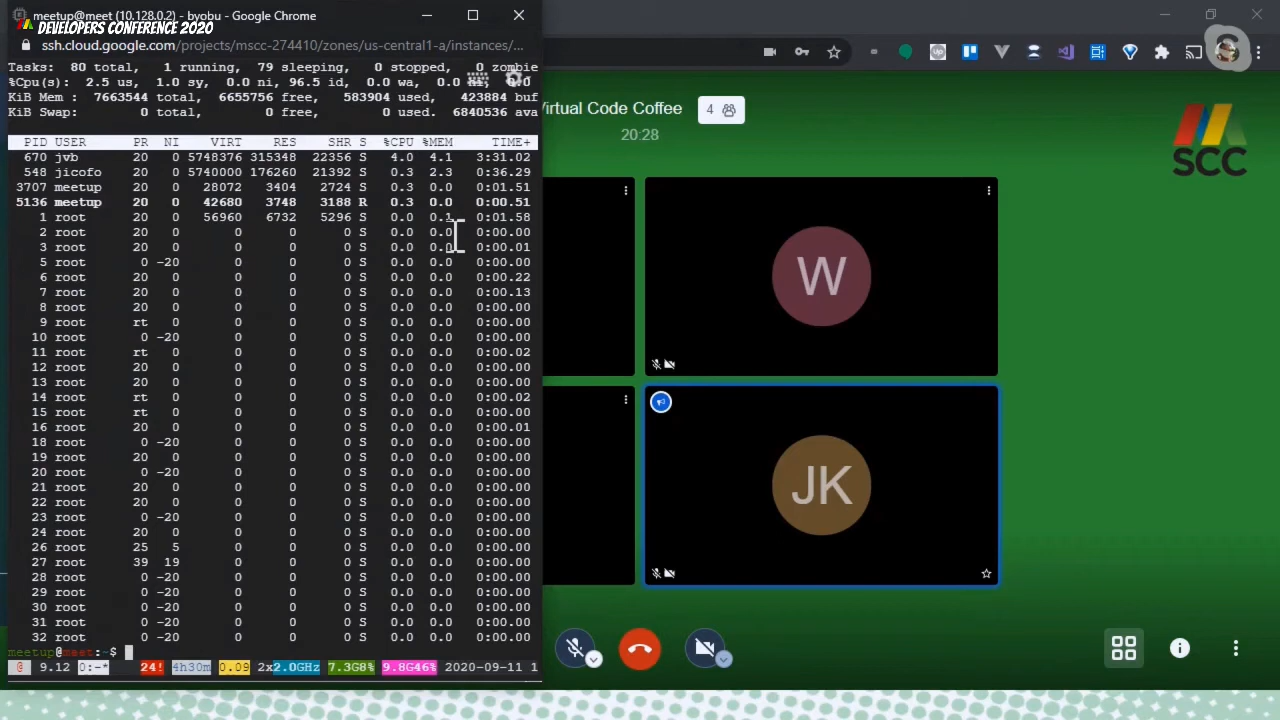 meetup@meet (10.128.0.2) - byobu - Google Chrome
DEVELOPERS CONFERENCE 2020
ssh.cloud.google.com/projects/mscc-274410/zones/us-central1-a/instances/...
Tasks: 80 total, 1 running, 79 sleeping, 0 stopped, 0 zombie
%Cpu(s): 2.5 us, 1.0 sy, 0.0 ni, 96.5 id, 0.0 wa, 0.0
KiB Mem : 7663544 total, 6655756 free, 583904 used, 423884 buf
KiB Swap: 0 total, 0 free, 0 used. 6840536 ava
PID USER PR NI VIRT RES SHR S %CPU %MEM TIME+
670 jvb 20 0 5748376 315348 22356 S 4.0 4.1 3:31.02
548 jicofo 20 0 5740000 176260 21392 S 0.3 2.3 0:36.29
3707 meetup 20 0 28072 3404 2724 S 0.3 0.0 0:01.51
5136 meetup 20 0 42680 3748 3188 R 0.3 0.0 0:00.51
1 root 20 0 56960 6732 5296 S 0.0 0.1 0:01.58
2 root 20 0 0 0 0 S 0.0 0.0 0:00.00
3 root 20 0 0 0 0 S 0.0 0.0 0:00.01
5 root 0 -20 0 0 0 S 0.0 0.0 0:00.00
6 root 20 0 0 0 0 S 0.0 0.0 0:00.22
7 root 20 0 0 0 0 S 0.0 0.0 0:00.13
8 root 20 0 0 0 0 S 0.0 0.0 0:00.00
9 root rt 0 0 0 0 S 0.0 0.0 0:00.00
10 root 0 -20 0 0 0 S 0.0 0.0 0:00.00
11 root rt 0 0 0 0 S 0.0 0.0 0:00.02
12 root 20 0 0 0 0 S 0.0 0.0 0:00.00
13 root 20 0 0 0 0 S 0.0 0.0 0:00.00
14 root rt 0 0 0 0 S 0.0 0.0 0:00.02
15 root rt 0 0 0 0 S 0.0 0.0 0:00.00
16 root 20 0 0 0 0 S 0.0 0.0 0:00.01
18 root 0 -20 0 0 0 S 0.0 0.0 0:00.00
19 root 20 0 0 0 0 S 0.0 0.0 0:00.00
20 root 0 -20 0 0 0 S 0.0 0.0 0:00.00
21 root 20 0 0 0 0 S 0.0 0.0 0:00.00
22 root 20 0 0 0 0 S 0.0 0.0 0:00.00
23 root 0 -20 0 0 0 S 0.0 0.0 0:00.00
24 root 20 0 0 0 0 S 0.0 0.0 0:00.00
26 root 25 5 0 0 0 S 0.0 0.0 0:00.00
27 root 39 19 0 0 0 S 0.0 0.0 0:00.00
28 root 0 -20 0 0 0 S 0.0 0.0 0:00.00
29 root 0 -20 0 0 0 S 0.0 0.0 0:00.00
30 root 0 -20 0 0 0 S 0.0 0.0 0:00.00
31 root 0 -20 0 0 0 S 0.0 0.0 0:00.00
32 root 0 -20 0 0 0 S 0.0 0.0 0:00.00
meetup@meet:~$
@ 9.12 0:-* 24! 4h30m 0.09 2x2.0GHz 7.3G8% 9.8G46% 2020-09-11 1
Virtual Code Coffee 4
20:28
SCC
W
JK